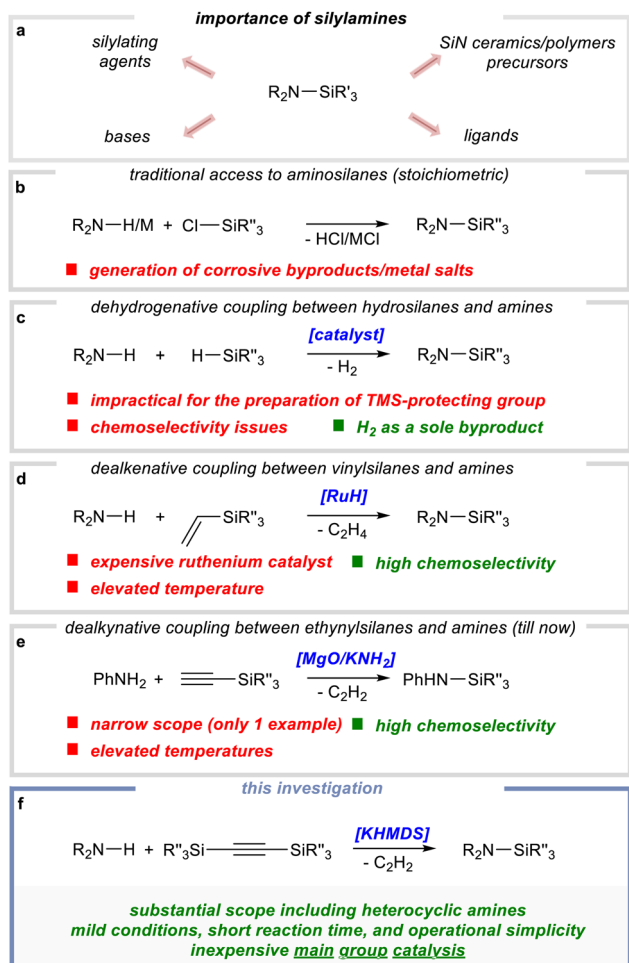 importance of silylamines
a
silylating
agents
SiN ceramics/polymers
precursors
R₂N—SiR'₃
bases
ligands
traditional access to aminosilanes (stoichiometric)
b
R₂N—H/M + Cl—SiR"₃
- HCl/MCl
R₂N—SiR"₃
generation of corrosive byproducts/metal salts
dehydrogenative coupling between hydrosilanes and amines
c
[catalyst]
R₂N—H + H—SiR"₃
- H₂
R₂N—SiR"₃
impractical for the preparation of TMS-protecting group
chemoselectivity issues H₂ as a sole byproduct
dealkenative coupling between vinylsilanes and amines
d
[RuH]
R₂N—H + SiR"₃
- C₂H₄
R₂N—SiR"₃
expensive ruthenium catalyst high chemoselectivity
elevated temperature
dealkynative coupling between ethynylsilanes and amines (till now)
e
[MgO/KNH₂]
PhNH₂ + SiR"₃
- C₂H₂
PhHN—SiR"₃
narrow scope (only 1 example) high chemoselectivity
elevated temperatures
this investigation
f
[KHMDS]
R₂N—H + R"₃Si SiR"₃
- C₂H₂
R₂N—SiR"₃
substantial scope including heterocyclic amines
mild conditions, short reaction time, and operational simplicity
inexpensive main group catalysis